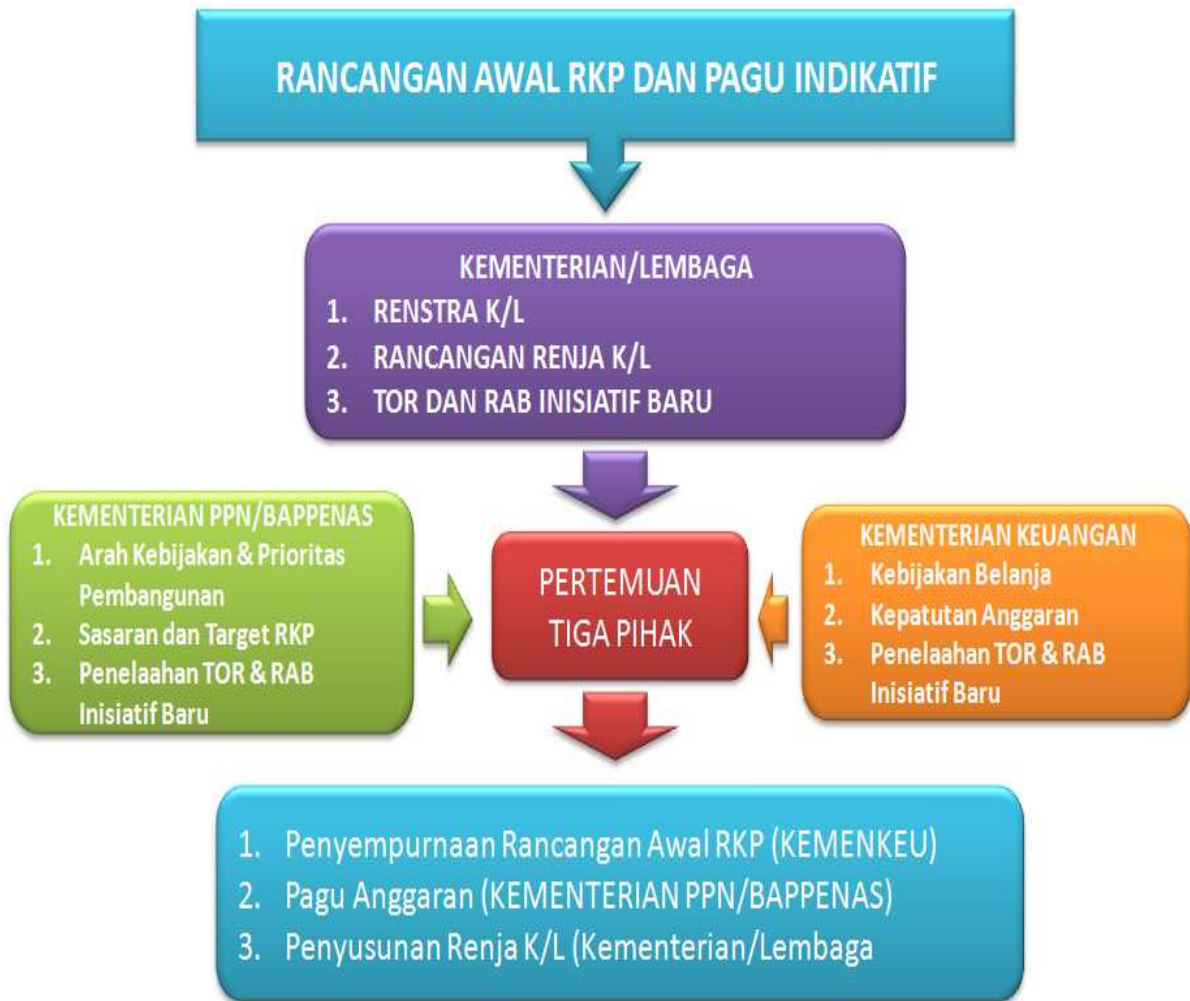 RANCANGAN AWAL RKP DAN PAGU INDIKATIF
KEMENTERIAN/LEMBAGA
1. RENSTRA K/L
2. RANCANGAN RENJA K/L
3. TOR DAN RAB INISIATIF BARU
KEMENTERIAN PPN/BAPPENAS
1. Arah Kebijakan & Prioritas
Pembangunan
2. Sasaran dan Target RKP
3. Penelaahan TOR & RAB
Inisiatif Baru
PERTEMUAN
TIGA PIHAK
KEMENTERIAN KEUANGAN
1. Kebijakan Belanja
2. Kepatutan Anggaran
3. Penelaahan TOR & RAB
Inisiatif Baru
1. Penyempurnaan Rancangan Awal RKP (KEMENKEU)
2. Pagu Anggaran (KEMENTERIAN PPN/BAPPENAS)
3. Penyusunan Renja K/L (Kementerian/Lembaga